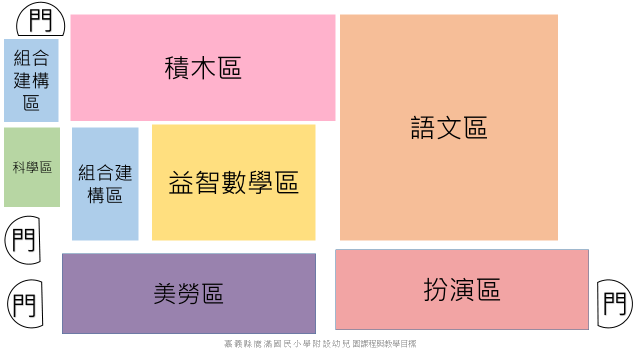 門
組合
建構
區
積木區
語文區
科學區
組合建
構區
益智數學區
門
美勞區
扮演區
門
門
嘉義縣 滿國民小學附設幼兒園課程與教學目標